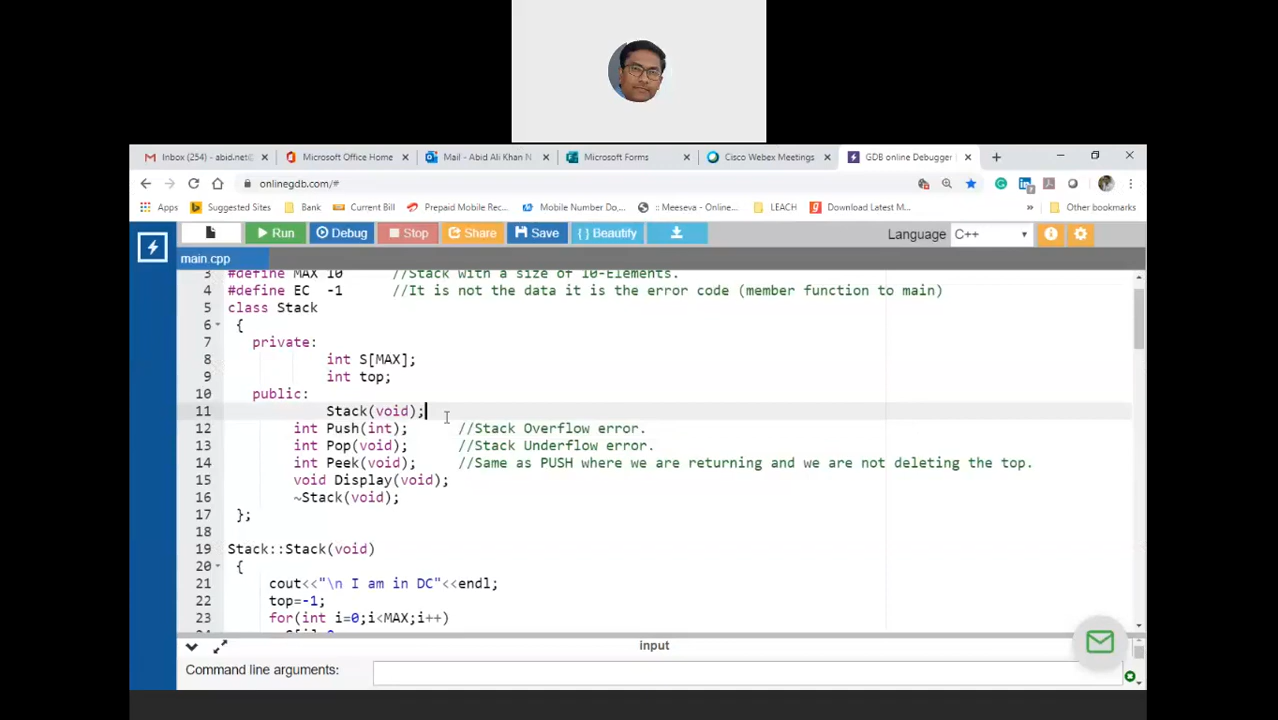 Inbox (254) - abid.net@
Microsoft Office Home
Mail - Abid Ali Khan N
Microsoft Forms
Cisco Webex Meetings
GDB online Debugger
onlinegdb.com/#
Apps
Suggested Sites
Bank
Current Bill
Prepaid Mobile Rec...
Mobile Number Do,...
:: Meeseva - Online...
LEACH
Download Latest M...
»
Other bookmarks
Run
Debug
Stop
Share
Save
{ } Beautify
Language C++
main.cpp
3 #define MAX 10 //Stack with a size of 10-Elements.
4 #define EC -1 //It is not the data it is the error code (member function to main)
5 class Stack
6 {
7 private:
8 int S[MAX];
9 int top;
10 public:
11 Stack(void);
12 int Push(int); //Stack Overflow error.
13 int Pop(void); //Stack Underflow error.
14 int Peek(void); //Same as PUSH where we are returning and we are not deleting the top.
15 void Display(void);
16 ~Stack(void);
17 };
18
19 Stack::Stack(void)
20 {
21 cout<<"\n I am in DC"<<endl;
22 top=-1;
23 for(int i=0;i<MAX;i++)
input
Command line arguments: